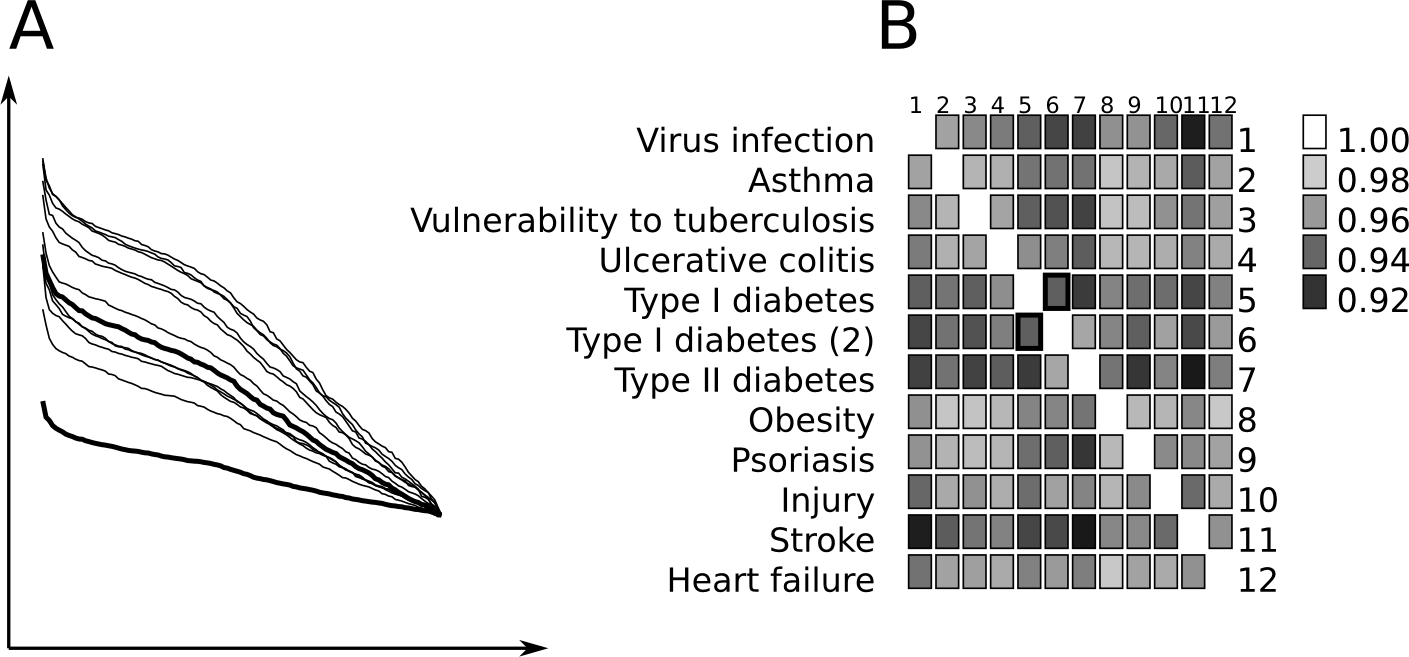 A B
1 2 3 4 5 6 7 8 9 10 11 12
Virus infection 1 1.00
Asthma 2 0.98
Vulnerability to tuberculosis 3 0.96
Ulcerative colitis 4 0.94
Type I diabetes 5 0.92
Type I diabetes (2) 6
Type II diabetes 7
Obesity 8
Psoriasis 9
Injury 10
Stroke 11
Heart failure 12